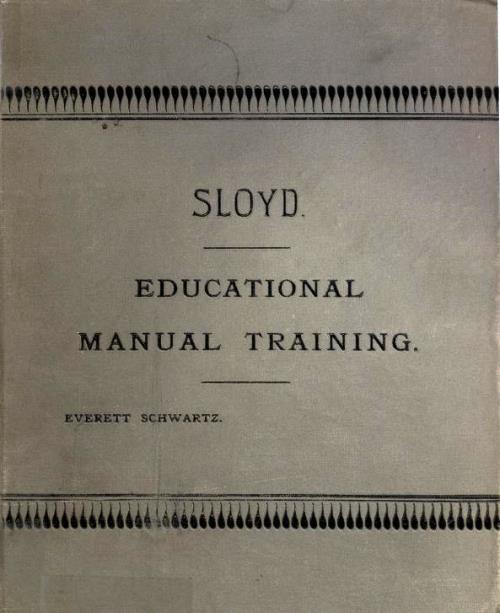 SLOYD.
EDUCATIONAL
MANUAL TRAINING.
EVERETT SCHWARTZ.